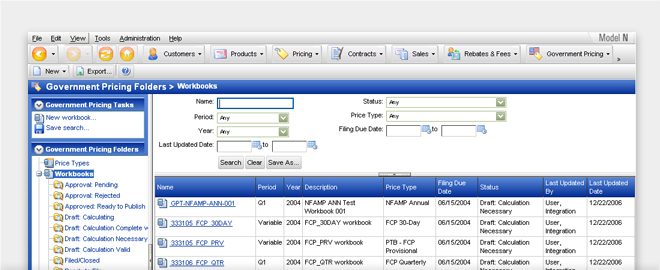 File Edit View Tools Administration Help
Model N
Customers Products Pricing Contracts Sales Rebates & Fees Government Pricing »
New Export...
Government Pricing Folders > Workbooks
Government Pricing Tasks
New workbook...
Save search...
Government Pricing Folders
Price Types
Workbooks
Approval: Pending
Approval: Rejected
Approval: Ready to Publish
Draft: Calculating
Draft: Calculation Complete w
Draft: Calculation Necessary
Draft: Calculation Valid
Filed/Closed
Name:
Status: Any
Period: Any
Price Type: Any
Year: Any
Filing Due Date: to
Last Updated Date: to
Search Clear Save As...
Name Period Year Description Price Type Filing Due Date Status Last Updated By Last Updated Date
GPT-NFAMP-ANN-001 Q1 2004 NFAMP ANN Test Workbook 001 NFAMP Annual 06/15/2004 Draft: Calculation Necessary User, Integration 12/22/2006
333105_FCP_30DAY Variable 2004 FCP_30DAY workbook FCP 30-Day 06/15/2004 Draft: Calculation Necessary User, Integration 12/22/2006
333105_FCP_PRV Variable 2004 FCP_PRV workbook PTB - FCP Provisional 06/15/2004 Draft: Calculation Necessary User, Integration 12/22/2006
333106_FCP_QTR Q1 2004 FCP_QTR workbook FCP Quarterly 06/15/2004 Draft: Calculation User, 12/22/2006